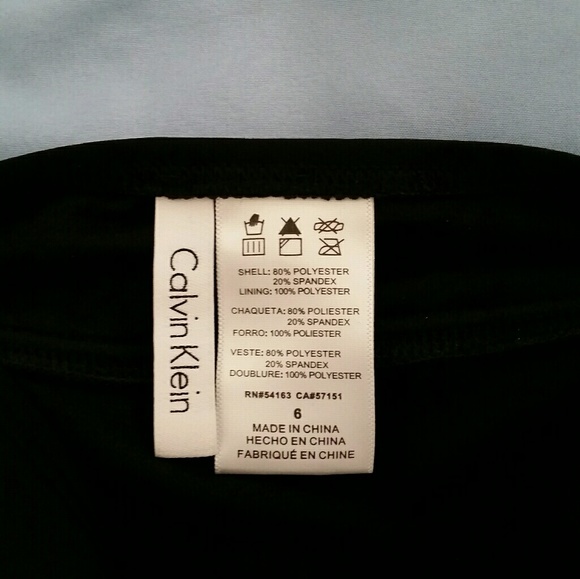 Calvin Klein
SHELL: 80% POLYESTER
20% SPANDEX
LINING: 100% POLYESTER
CHAQUETA: 80% POLIESTER
20% SPANDEX
FORRO: 100% POLIESTER
VESTE: 80% POLYESTER
20% SPANDEX
DOUBLURE: 100% POLYESTER
RN#54163 CA#57151
6
MADE IN CHINA
HECHO EN CHINA
FABRIQUÉ EN CHINE